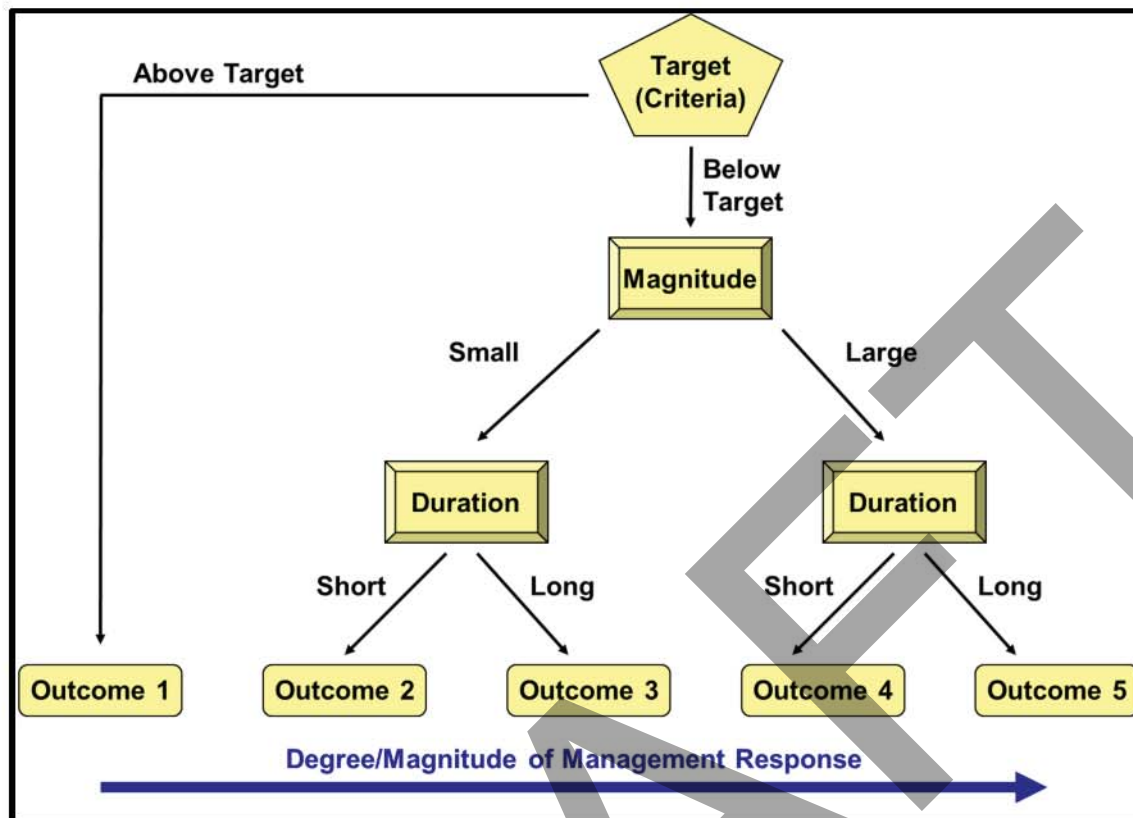 Above Target
Target
(Criteria)
Below
Target
Magnitude
Small
Large
Duration
Duration
Short
Long
Short
Long
Outcome 1
Outcome 2
Outcome 3
Outcome 4
Outcome 5
Degree/Magnitude of Management Response